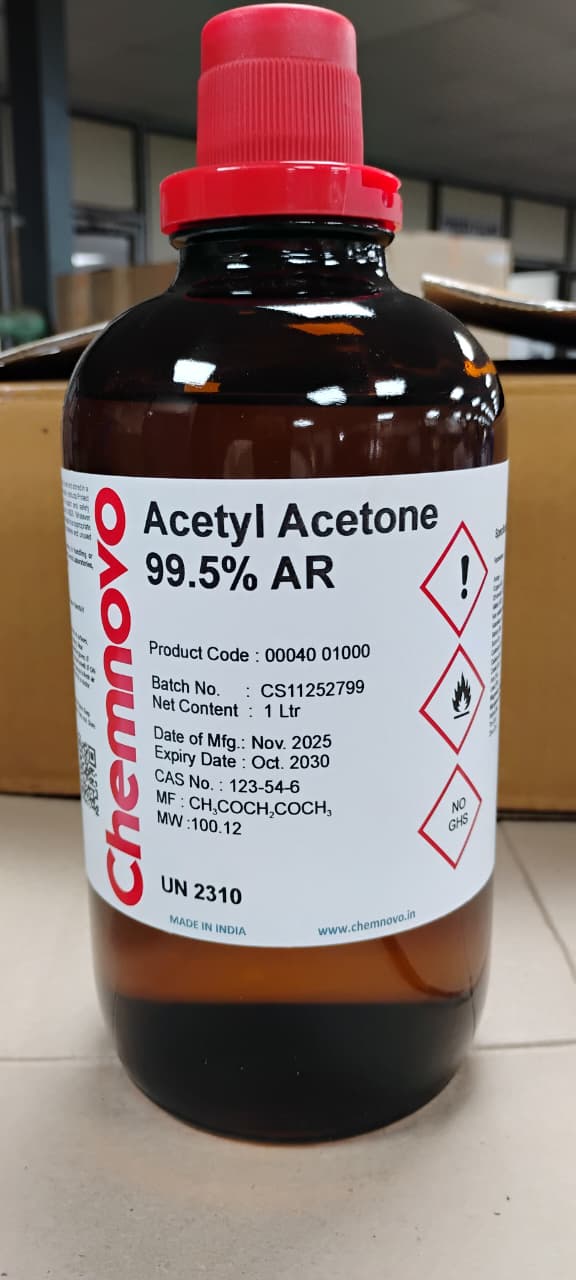 Chemnovo
Acetyl Acetone
99.5% AR
Product Code : 00040 01000
Batch No. : CS11252799
Net Content : 1 Ltr
Date of Mfg.: Nov. 2025
Expiry Date : Oct. 2030
CAS No. : 123-54-6
MF : CH₃COCH₂COCH₃
MW :100.12
UN 2310
MADE IN INDIA
www.chemnovo.in
!
NO
GHS